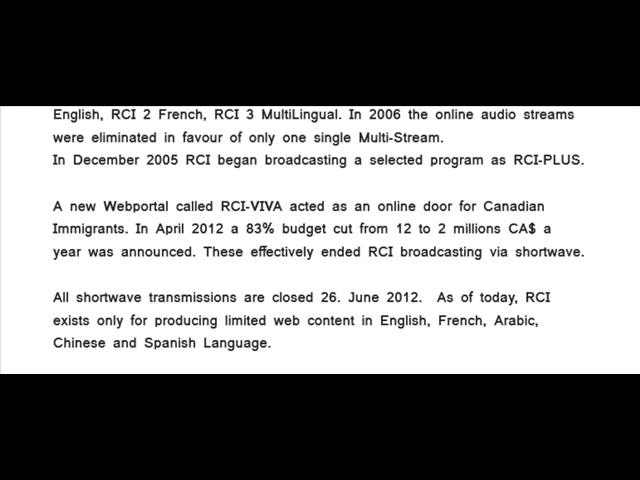 English, RCI 2 French, RCI 3 MultiLingual. In 2006 the online audio streams
were eliminated in favour of only one single Multi-Stream.
In December 2005 RCI began broadcasting a selected program as RCI-PLUS.
A new Webportal called RCI-VIVA acted as an online door for Canadian
Immigrants. In April 2012 a 83% budget cut from 12 to 2 millions CA$ a
year was announced. These effectively ended RCI broadcasting via shortwave.
All shortwave transmissions are closed 26. June 2012. As of today, RCI
exists only for producing limited web content in English, French, Arabic,
Chinese and Spanish Language.